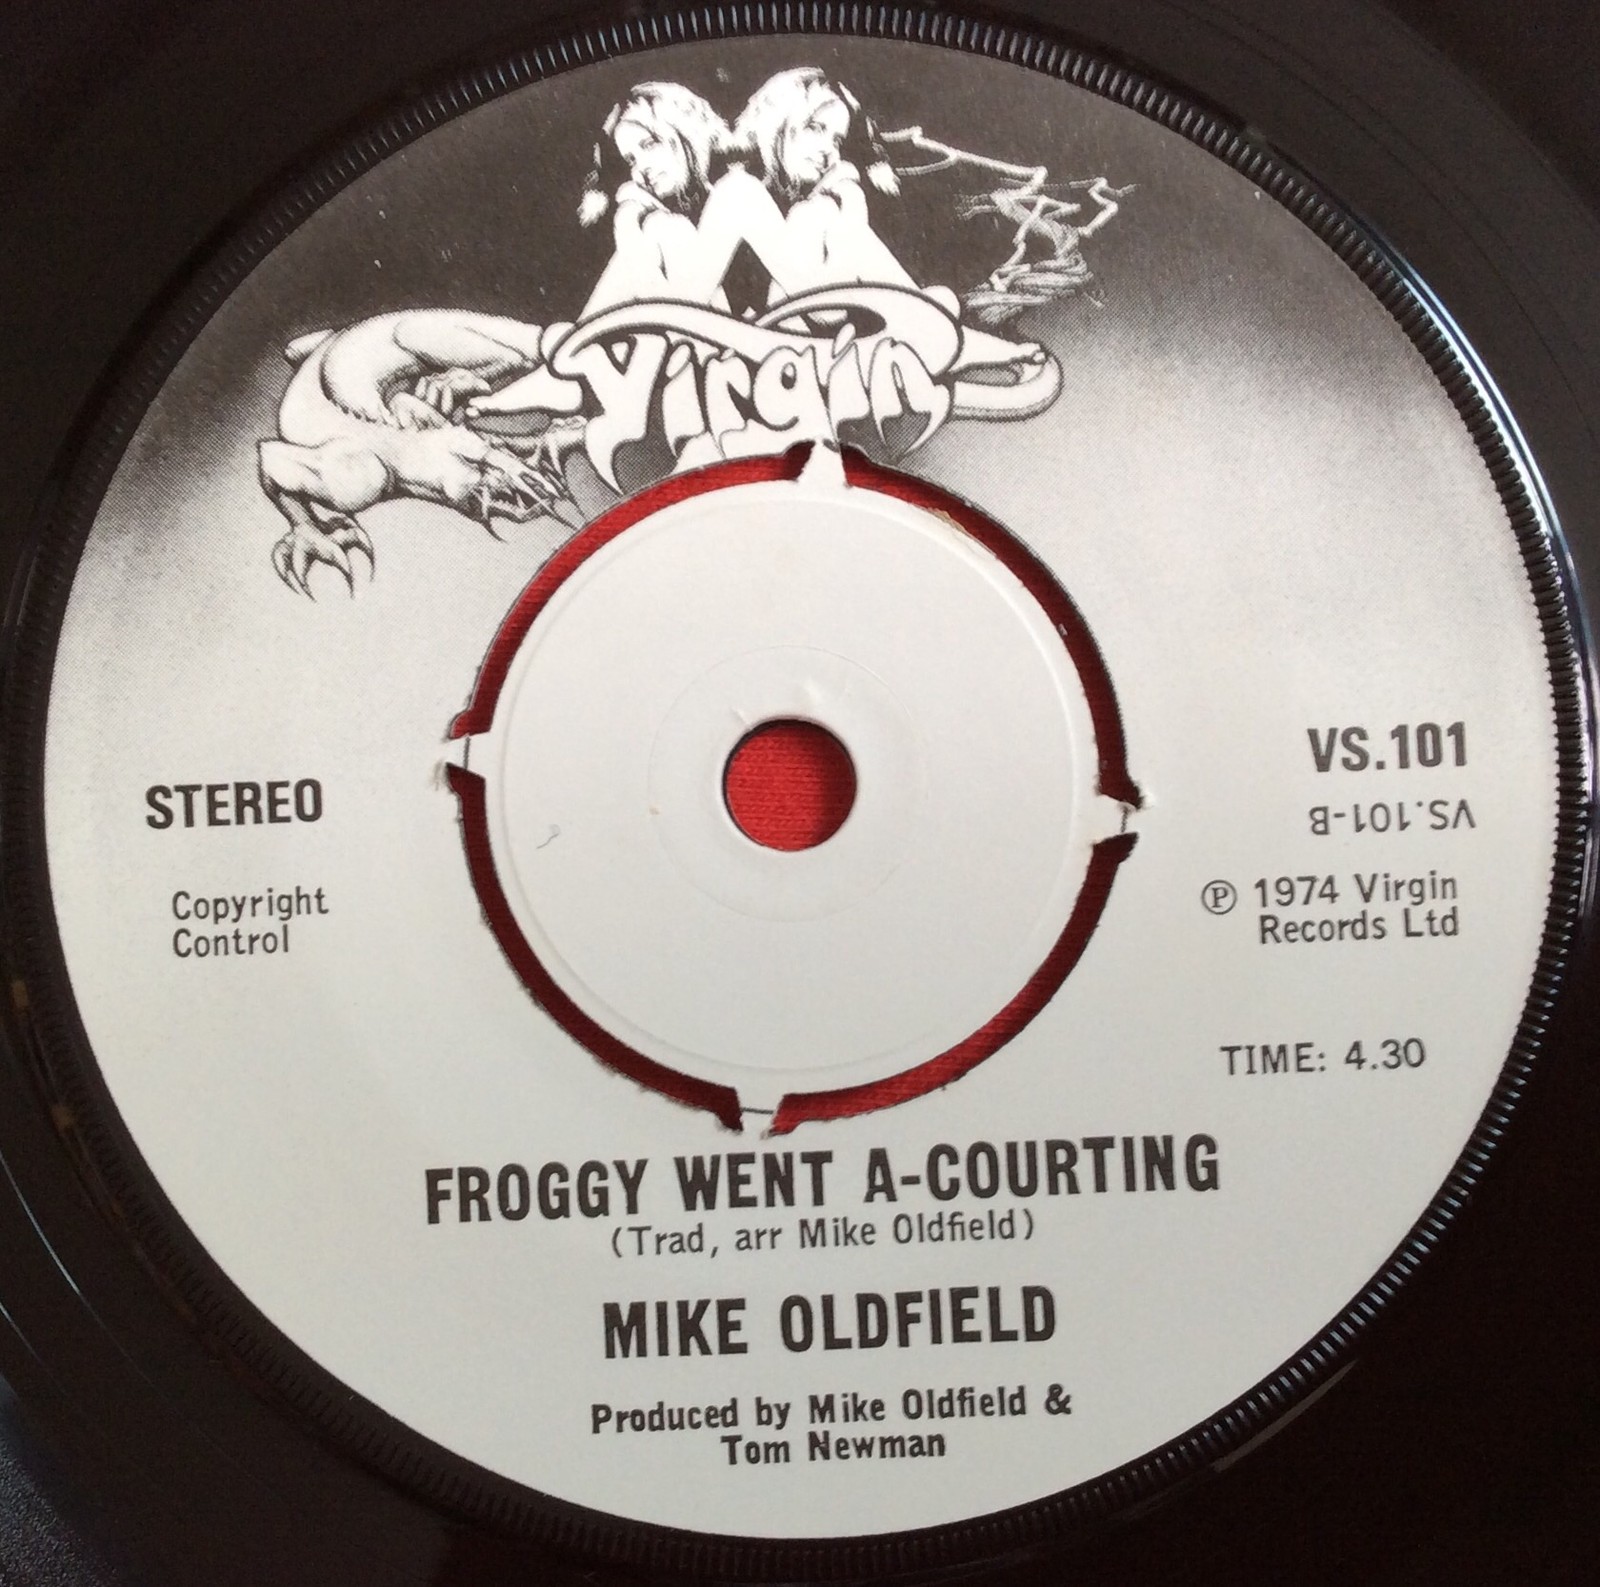 Virgin
STEREO
Copyright
Control
VS.101
VS.101-B
℗ 1974 Virgin
Records Ltd
TIME: 4.30
FROGGY WENT A-COURTING
(Trad, arr Mike Oldfield)
MIKE OLDFIELD
Produced by Mike Oldfield &
Tom Newman